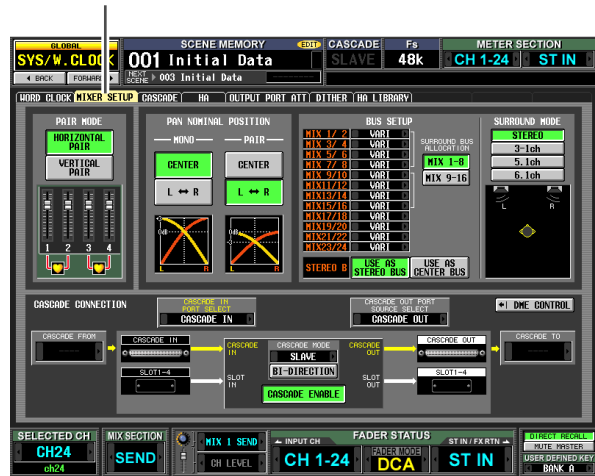 GLOBAL
SYS/W.CLOCK
BACK
FORWARD
SCENE MEMORY
EDIT
001 Initial Data
NEXT SCENE
003 Initial Data
CASCADE
SLAVE
Fs
48k
METER SECTION
CH 1-24
ST IN
WORD CLOCK
MIXER SETUP
CASCADE
HA
OUTPUT PORT ATT
DITHER
HA LIBRARY
PAIR MODE
HORIZONTAL PAIR
VERTICAL PAIR
1 2 3 4
PAN NOMINAL POSITION
MONO
PAIR
CENTER
CENTER
L ↔ R
L ↔ R
0dB
L R
L R
BUS SETUP
MIX 1/ 2 VARI
MIX 3/ 4 VARI
MIX 5/ 6 VARI
MIX 7/ 8 VARI
MIX 9/10 VARI
MIX11/12 VARI
MIX13/14 VARI
MIX15/16 VARI
MIX17/18 VARI
MIX19/20 VARI
MIX21/22 VARI
MIX23/24 VARI
SURROUND BUS ALLOCATION
MIX 1-8
MIX 9-16
STEREO B
USE AS STEREO BUS
USE AS CENTER BUS
SURROUND MODE
STEREO
3-1ch
5.1ch
6.1ch
L R
CASCADE CONNECTION
CASCADE IN PORT SELECT
CASCADE IN
CASCADE OUT PORT SOURCE SELECT
CASCADE OUT
DME CONTROL
CASCADE FROM
CASCADE IN
SLOT1-4
CASCADE IN
SLOT IN
CASCADE MODE
SLAVE
BI-DIRECTION
CASCADE ENABLE
CASCADE OUT
SLOT OUT
CASCADE OUT
SLOT1-4
CASCADE TO
SELECTED CH
CH24
ch24
MIX SECTION
SEND
MIX 1 SEND
CH LEVEL
FADER STATUS
INPUT CH
CH 1-24
FADER MODE
DCA
ST IN / FX RTN
ST IN
DIRECT RECALL
MUTE MASTER
USER DEFINED KEY
BANK A